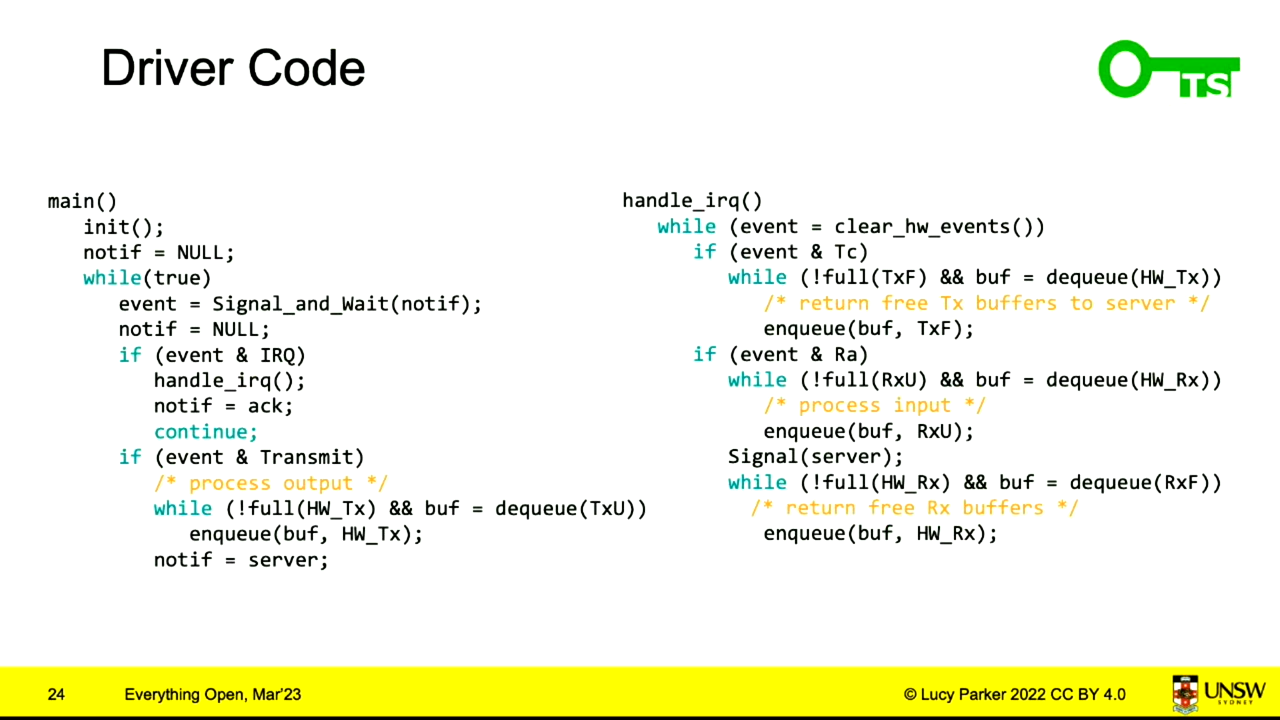 Driver Code
TS
main()
init();
notif = NULL;
while(true)
event = Signal_and_Wait(notif);
notif = NULL;
if (event & IRQ)
handle_irq();
notif = ack;
continue;
if (event & Transmit)
/* process output */
while (!full(HW_Tx) && buf = dequeue(TxU))
enqueue(buf, HW_Tx);
notif = server;
handle_irq()
while (event = clear_hw_events())
if (event & Tc)
while (!full(TxF) && buf = dequeue(HW_Tx))
/* return free Tx buffers to server */
enqueue(buf, TxF);
if (event & Ra)
while (!full(RxU) && buf = dequeue(HW_Rx))
/* process input */
enqueue(buf, RxU);
Signal(server);
while (!full(HW_Rx) && buf = dequeue(RxF))
/* return free Rx buffers */
enqueue(buf, HW_Rx);
24
Everything Open, Mar'23
© Lucy Parker 2022 CC BY 4.0
UNSW
SYDNEY